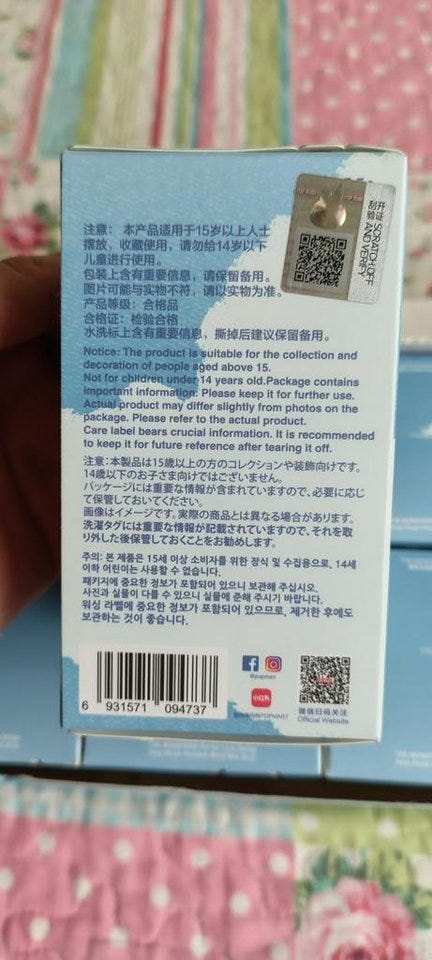 刮开
验证
SCRATCH OFF
AND VERIFY
注意： 本产品适用于15岁以上人士
摆放，收藏使用，请勿给14岁以下
儿童进行使用。
包装上含有重要信息，请保留备用。
图片可能与实物不符，请以实物为准。
产品等级：合格品
合格证：检验合格
水洗标上含有重要信息，撕掉后建议保留备用。
Notice: The product is suitable for the collection and
decoration of people aged above 15.
Not for children under 14 years old.Package contains
important information. Please keep it for further use.
Actual product may differ slightly from photos on the
package. Please refer to the actual product.
Care label bears crucial information. It is recommended
to keep it for future reference after tearing it off.
注意：本製品は15歳以上の方のコレクションや装飾向けです。
14歳以下のお子さま向けではございません。
パッケージには重要な情報が含まれていますので、必要に応じ
て保管しておいてください。
画像はイメージです。実際の商品とは異なる場合があります。
洗濯タグには重要な情報が記載されていますので、それを取
り外した後保管しておくことをお勧めします。
주의: 본 제품은 15세 이상 소비자를 위한 장식 및 수집용으로, 14세
이하 어린이는 사용할 수 없습니다.
패키지에 중요한 정보가 포함되어 있으니 보관해 주십시오.
사진과 실물이 다를 수 있으니 실물에 준해 주시기 바랍니다.
워싱 라벨에 중요한 정보가 포함되어 있으므로, 제거한 후에도
보관하는 것이 좋습니다.
6 931571 094737
@popmart
小红书
微信扫码关注
Official Website